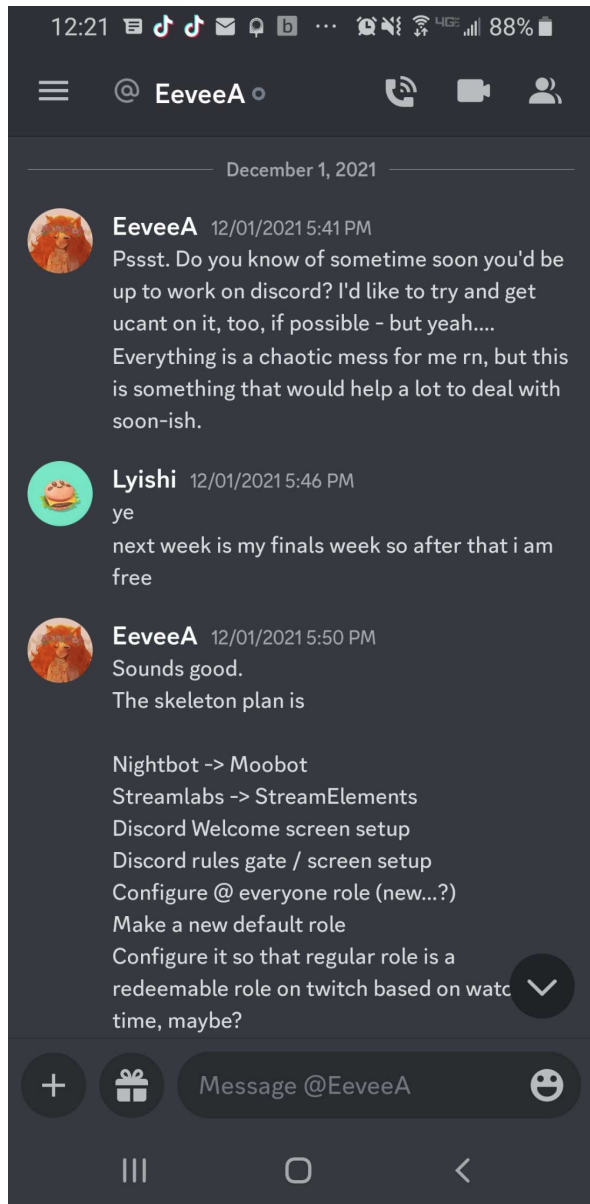 12:21
4GE
88%
@ EeveeA
December 1, 2021
EeveeA 12/01/2021 5:41 PM
Pssst. Do you know of sometime soon you'd be
up to work on discord? I'd like to try and get
ucant on it, too, if possible - but yeah....
Everything is a chaotic mess for me rn, but this
is something that would help a lot to deal with
soon-ish.
Lyishi 12/01/2021 5:46 PM
ye
next week is my finals week so after that i am
free
EeveeA 12/01/2021 5:50 PM
Sounds good.
The skeleton plan is
Nightbot -> Moobot
Streamlabs -> StreamElements
Discord Welcome screen setup
Discord rules gate / screen setup
Configure @ everyone role (new...?)
Make a new default role
Configure it so that regular role is a
redeemable role on twitch based on watc
time, maybe?
Message @EeveeA